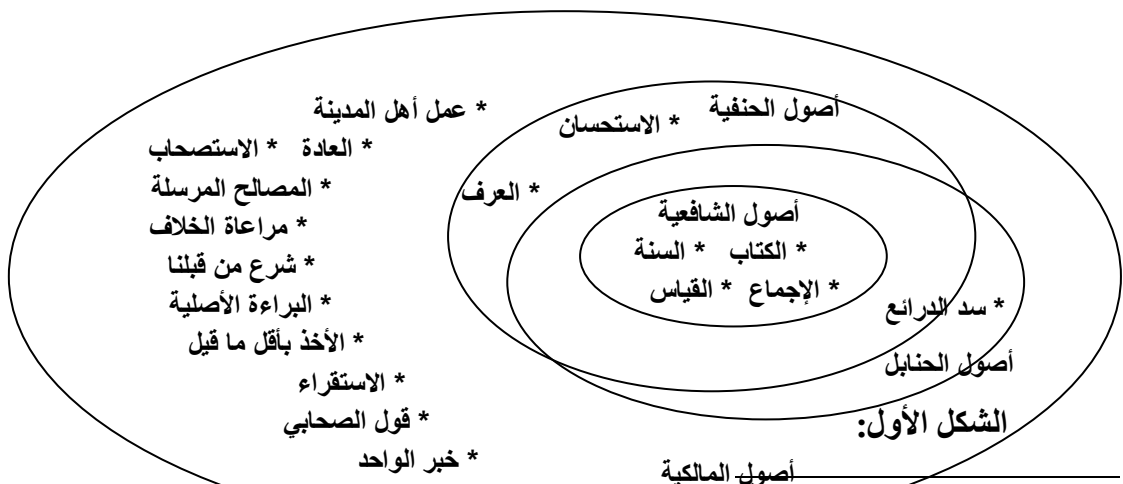 أصول الحنفية
* الاستحسان
* عمل أهل المدينة
* العادة * الاستصحاب
* المصالح المرسلة
* العرف
أصول الشافعية
* مراعاة الخلاف
* الكتاب * السنة
* شرع من قبلنا
* الإجماع * القياس
* البراءة الأصلية
* سد الدرائع
* الأخذ بأقل ما قيل
أصول الحنابل
* الاستقراء
* قول الصحابي
الشكل الأول:
* خبر الواحد
أصول المالكية